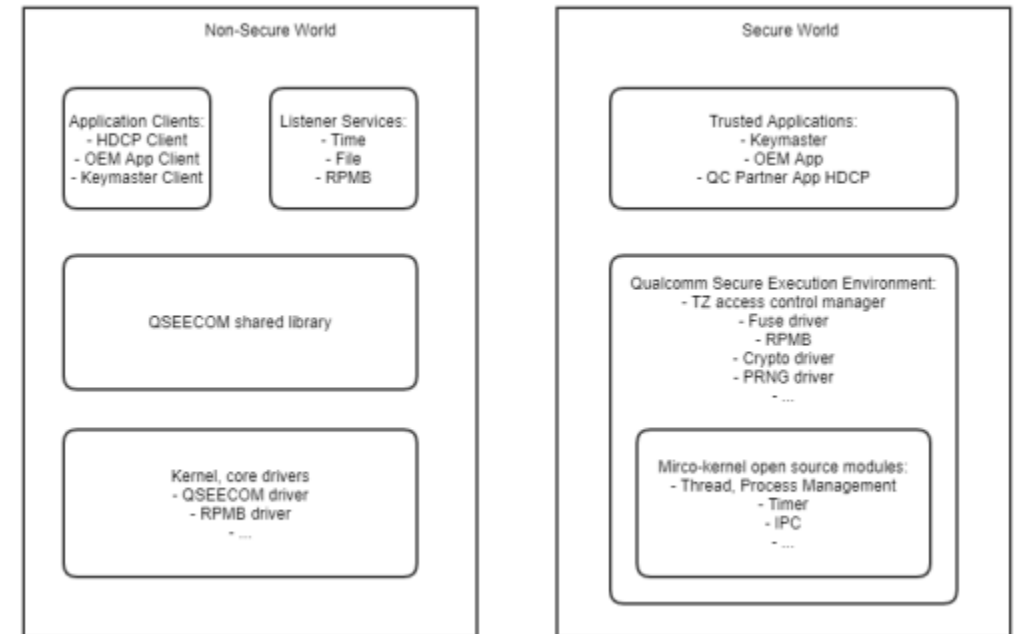 Non-Secure World
Application Clients:
- HDCP Client
- OEM App Client
- Keymaster Client
Listener Services:
- Time
- File
- RPMB
QSEECOM shared library
Kernel, core drivers
- QSEECOM driver
- RPMB driver
- ...
Secure World
Trusted Applications:
- Keymaster
- OEM App
- QC Partner App HDCP
Qualcomm Secure Execution Environment:
- TZ access control manager
- Fuse driver
- RPMB
- Crypto driver
- PRNG driver
- ...
Mirco-kernel open source modules:
- Thread, Process Management
- Timer
- IPC
- ...